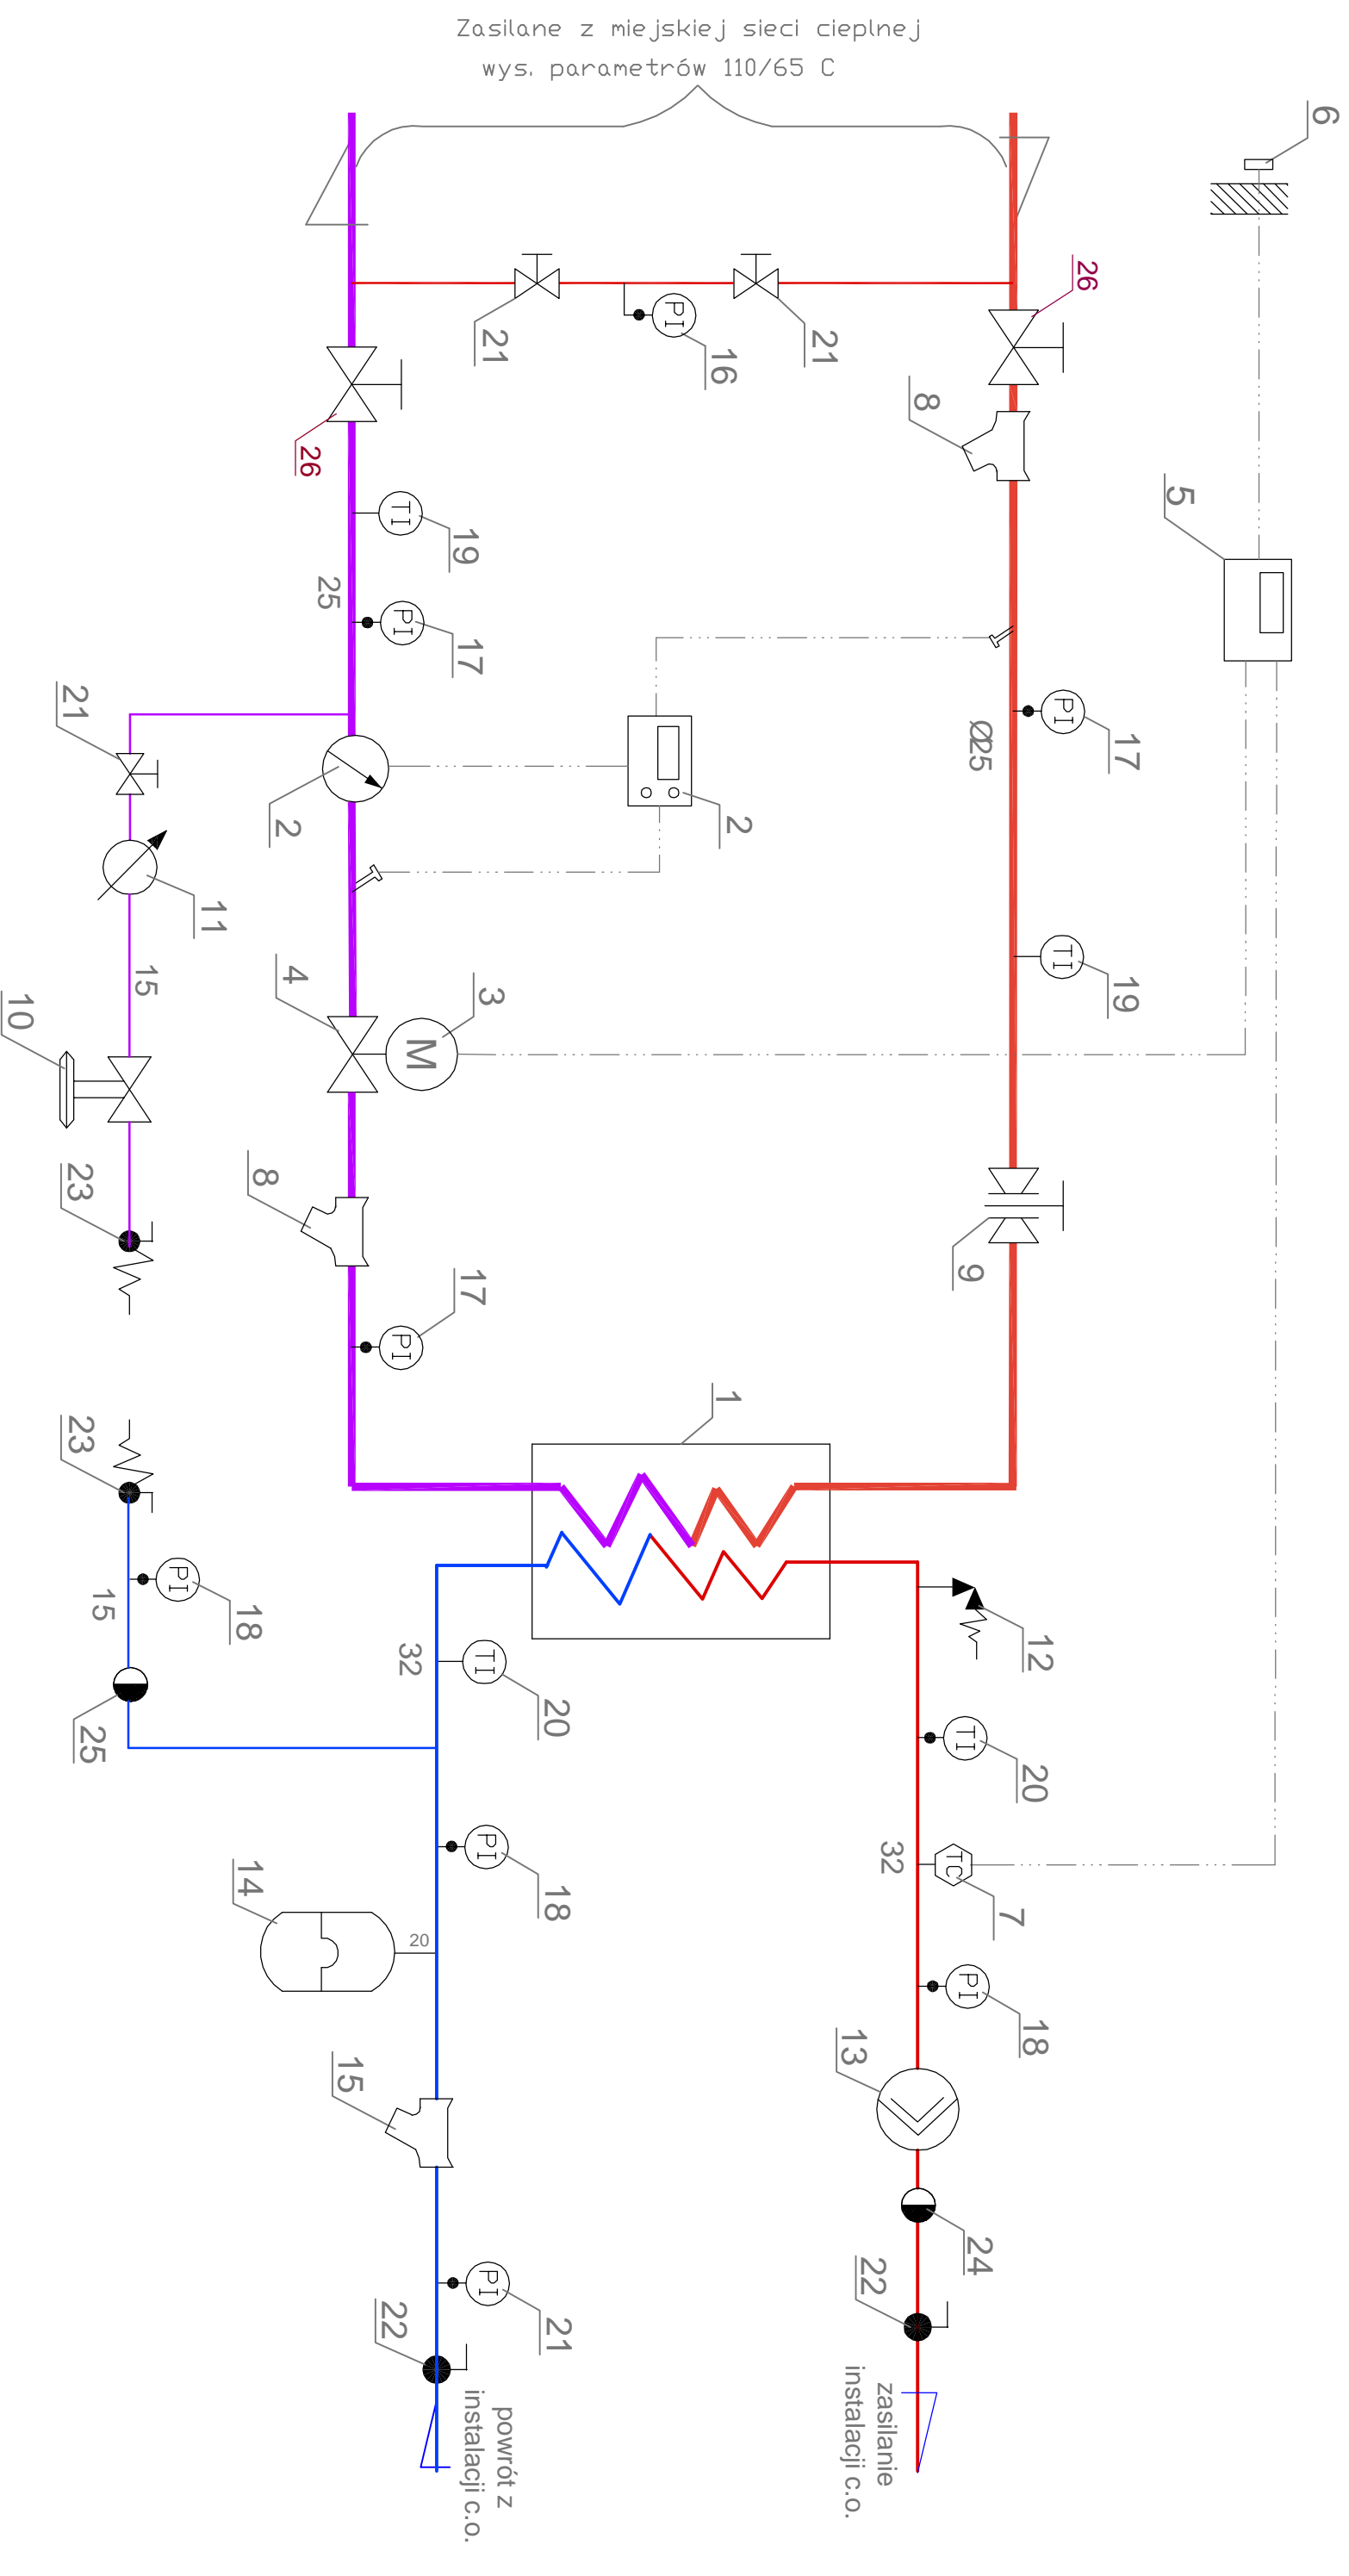 Zasilane z miejskiej sieci cieplnej
wys. parametrów 110/65 C
6
26
21
21
16
8
26
5
19
25
17
17
Ø25
21
2
2
11
19
15
4
3
M
10
23
8
9
17
1
23
18
15
12
32
20
25
20
32
7
18
14
20
18
13
15
24
22
21
22
zasilanie
instalacji c.o.
powrót z
instalacji c.o.
PI
TI
PI
PI
TI
PI
PI
TI
TI
PI
TC
PI
PI